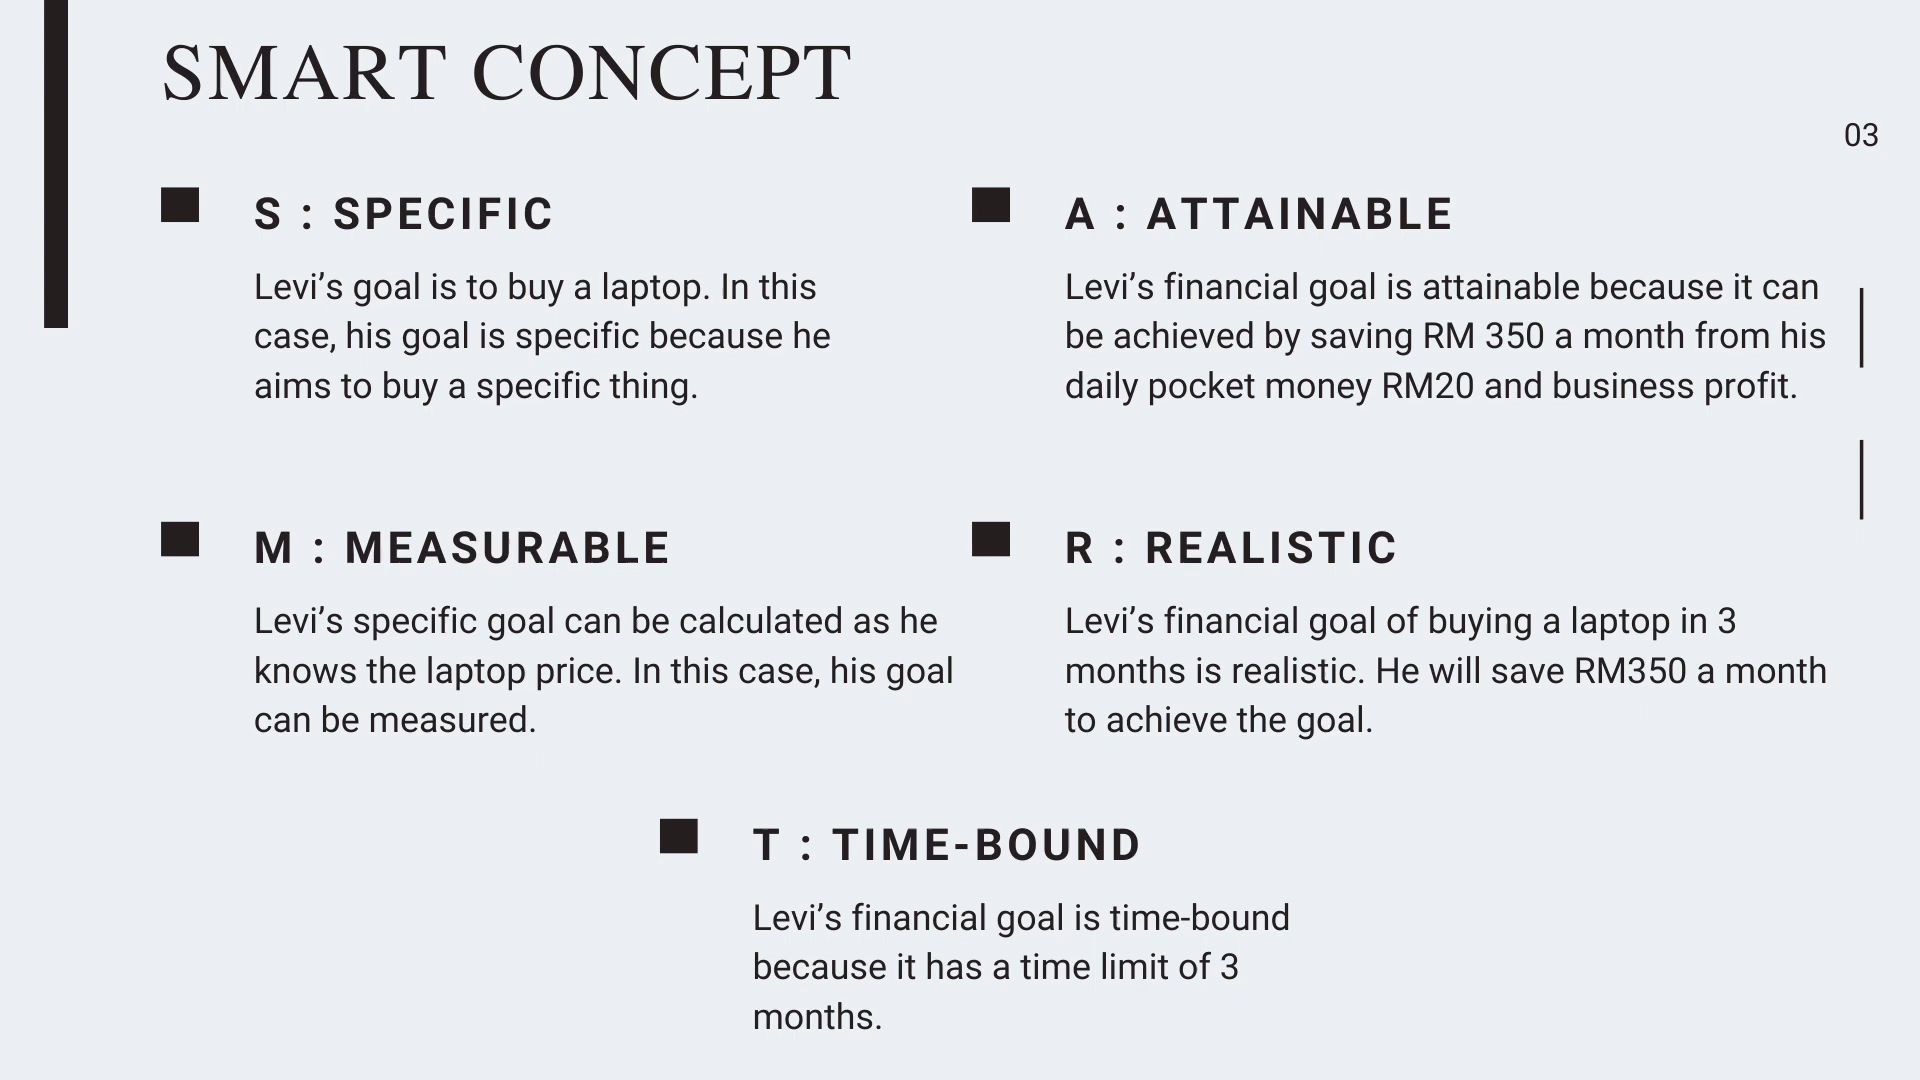 SMART CONCEPT
03
S : SPECIFIC
Levi’s goal is to buy a laptop. In this
case, his goal is specific because he
aims to buy a specific thing.
M : MEASURABLE
Levi’s specific goal can be calculated as he
knows the laptop price. In this case, his goal
can be measured.
A : ATTAINABLE
Levi’s financial goal is attainable because it can
be achieved by saving RM 350 a month from his
daily pocket money RM20 and business profit.
R : REALISTIC
Levi’s financial goal of buying a laptop in 3
months is realistic. He will save RM350 a month
to achieve the goal.
T : TIME-BOUND
Levi’s financial goal is time-bound
because it has a time limit of 3
months.